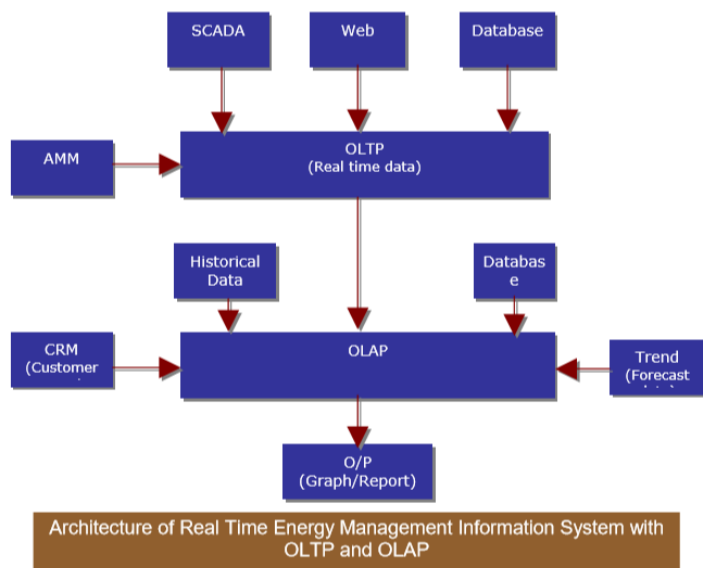 SCADA
Web
Database
AMM
OLTP
(Real time data)
Historical
Data
Databas
e
CRM
(Customer
OLAP
Trend
(Forecast
O/P
(Graph/Report)
Architecture of Real Time Energy Management Information System with
OLTP and OLAP